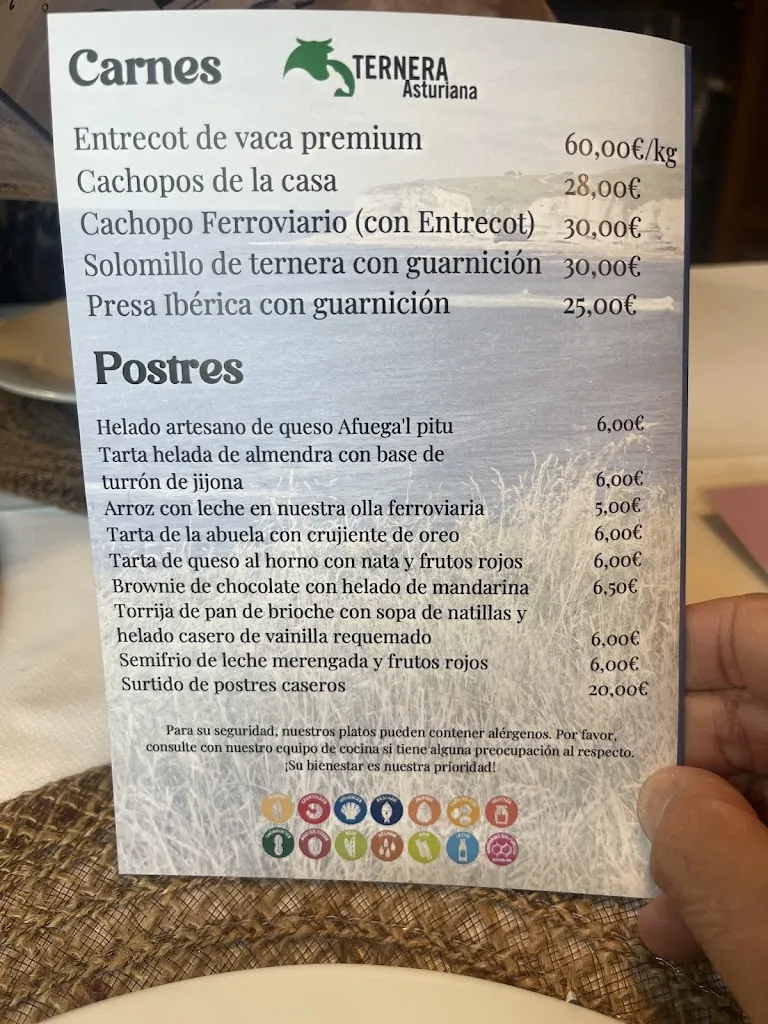 Carnes
TERNERA
Asturiana
Entrecot de vaca premium 60,00€/kg
Cachopos de la casa 28,00€
Cachopo Ferroviario (con Entrecot) 30,00€
Solomillo de ternera con guarnición 30,00€
Presa Ibérica con guarnición 25,00€
Postres
Helado artesano de queso Afuega'l pitu 6,00€
Tarta helada de almendra con base de
turrón de jijona 6,00€
Arroz con leche en nuestra olla ferroviaria 5,00€
Tarta de la abuela con crujiente de oreo 6,00€
Tarta de queso al horno con nata y frutos rojos 6,00€
Brownie de chocolate con helado de mandarina 6,50€
Torrija de pan de brioche con sopa de natillas y
helado casero de vainilla requemado 6,00€
Semifrio de leche merengada y frutos rojos 6,00€
Surtido de postres caseros 20,00€
Para su seguridad, nuestros platos pueden contener alérgenos. Por favor,
consulte con nuestro equipo de cocina si tiene alguna preocupación al respecto.
¡Su bienestar es nuestra prioridad!